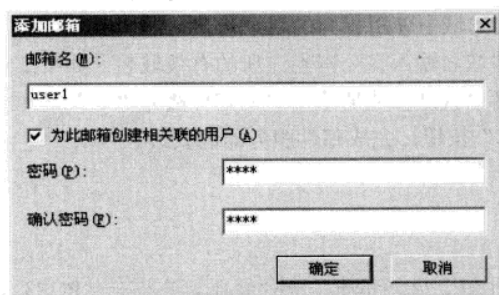 添加邮箱
邮箱名(M):
user1
为此邮箱创建相关联的用户(A)
密码(P): ****
确认密码(F): ****
确定 取消